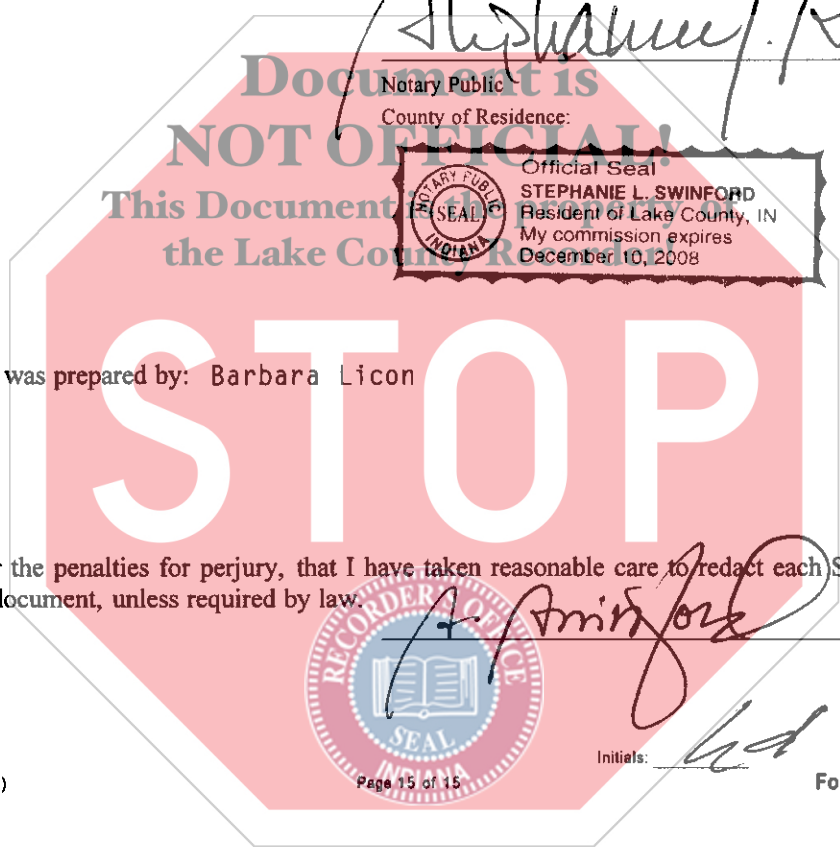 Document is
Notary Public
County of Residence:
NOT OFFICIAL!
Official Seal
STEPHANIE L. SWINFORD
Resident of Lake County, IN
My commission expires
December 10, 2008
NOTARY PUBLIC
SEAL
INDIANA
This Document is the property of
the Lake County Recorder!
was prepared by: Barbara Licon
STOP
the penalties for perjury, that I have taken reasonable care to redact each S
document, unless required by law.
RECORDER'S OFFICE
SEAL
INDIANA
Initials:
Page 15 of 15
Fo